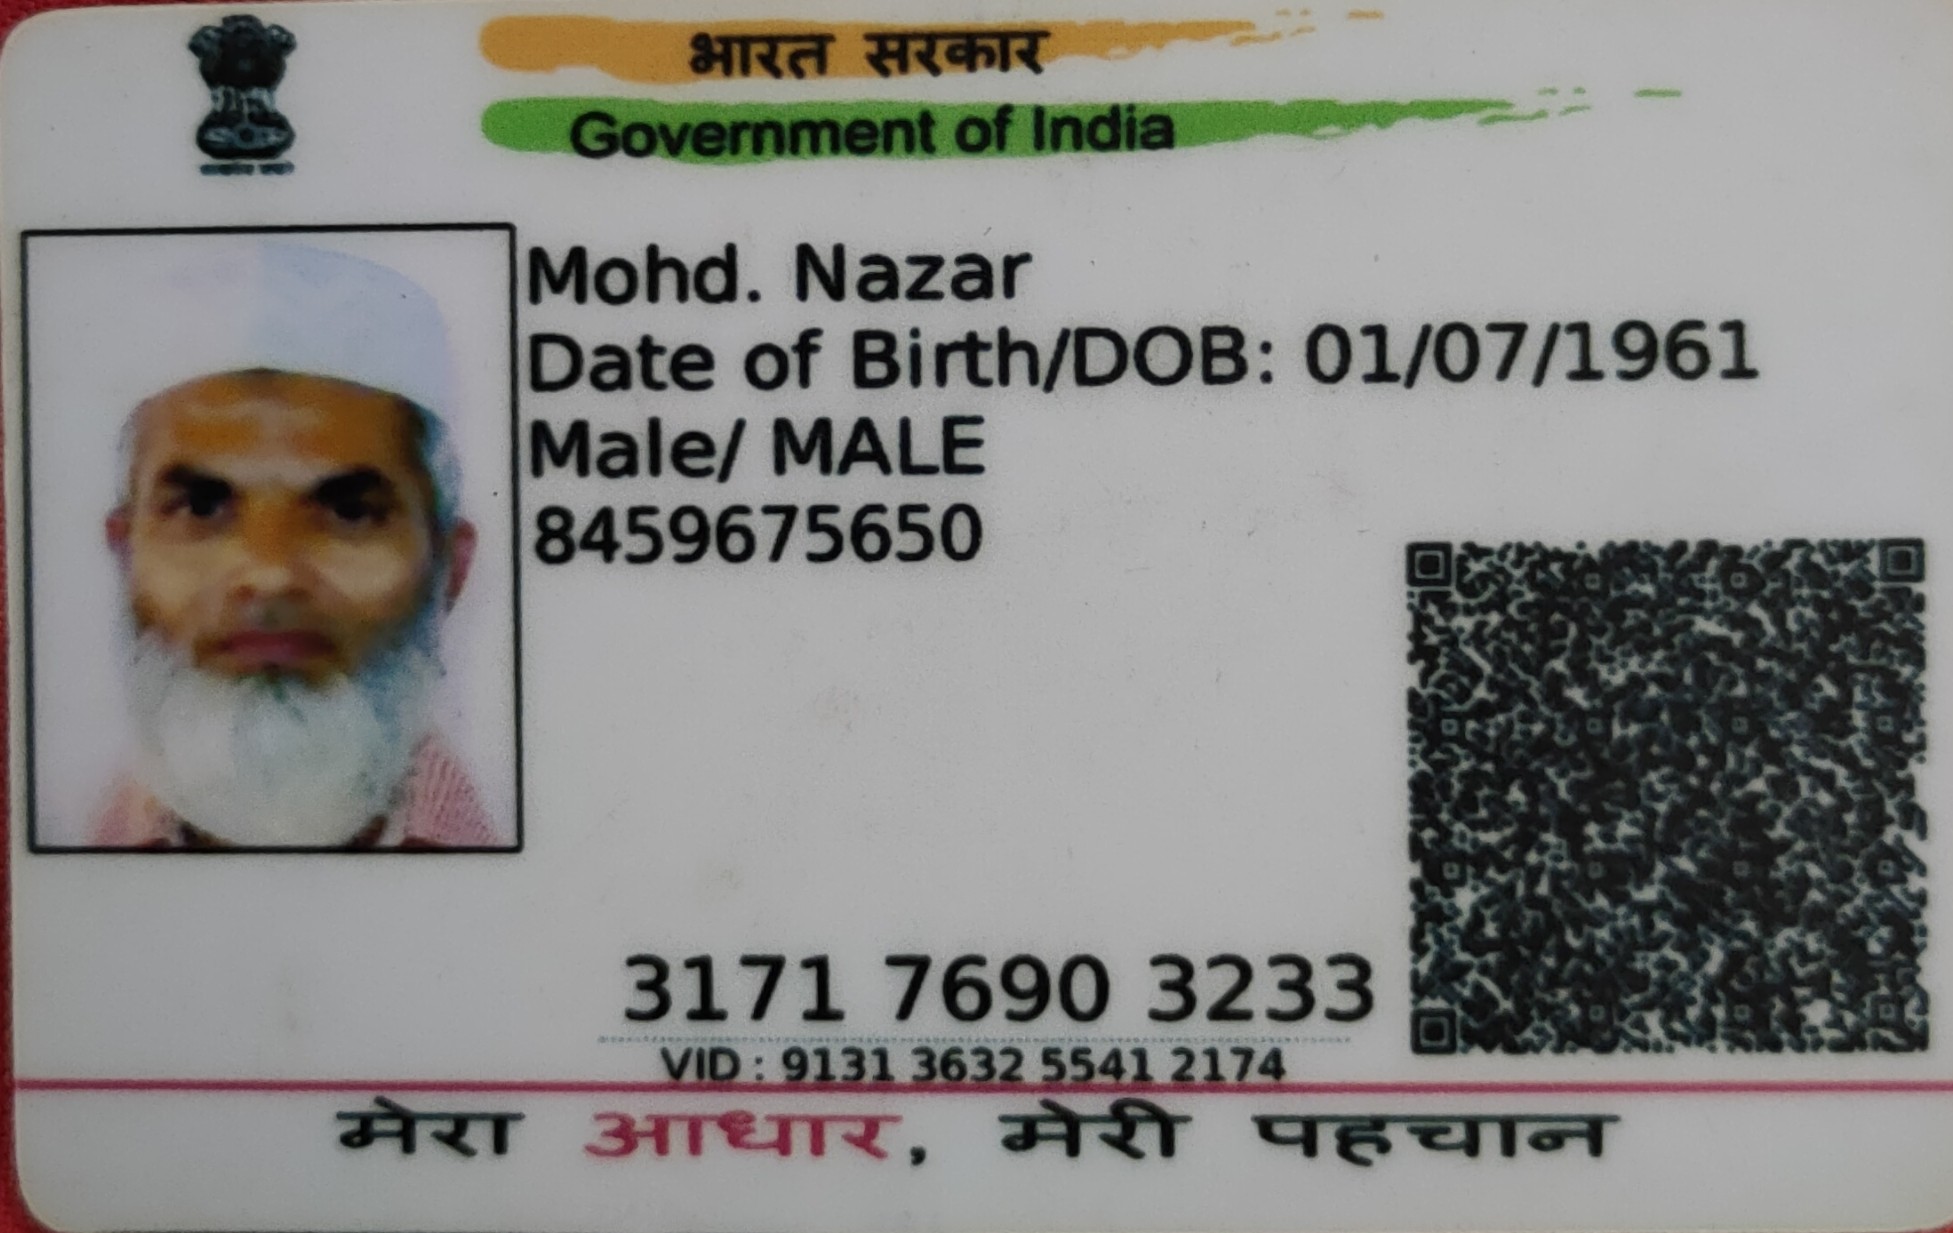 भारत सरकार
Government of India
Mohd. Nazar
Date of Birth/DOB: 01/07/1961
Male/ MALE
8459675650
3171 7690 3233
VID : 9131 3632 5541 2174
मेरा आधार, मेरी पहचान